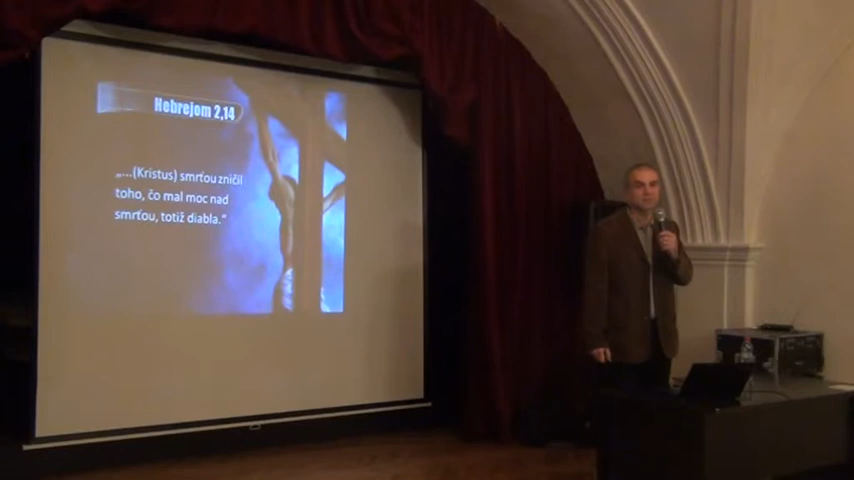 Hebrejom 2,14
„...(Kristus) smrťou zničil
toho, čo mal moc nad
smrťou, totiž diabla.“